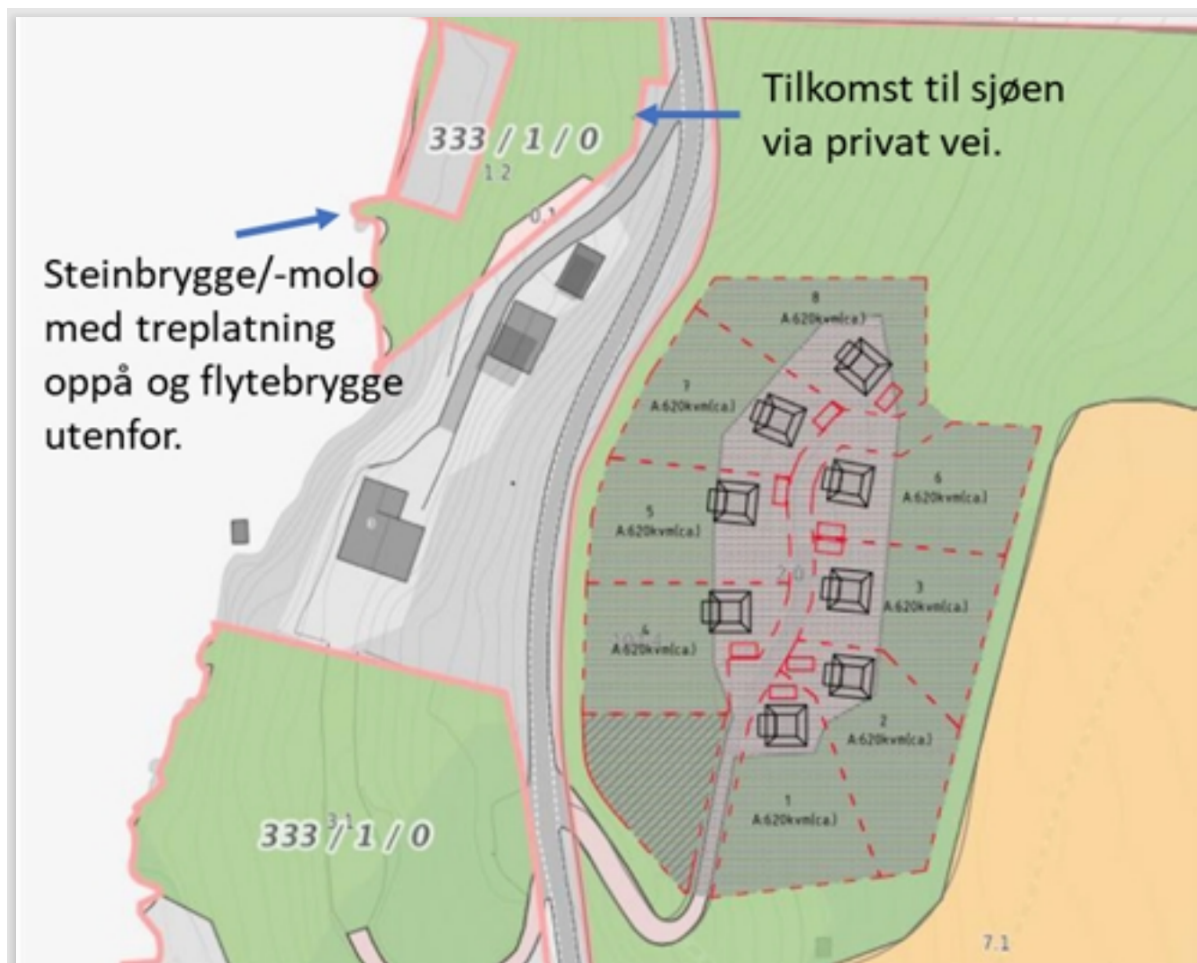 Tilkomst til sjøen
via privat vei.
333 / 1 / 0
1.2
0.1
Steinbrygge/-molo
med treplatning
oppå og flytebrygge
utenfor.
8
A:620kvm(ca.)
7
A:620kvm(ca.)
6
A:620kvm(ca.)
5
A:620kvm(ca.)
2.0
3
A:620kvm(ca.)
4
A:620kvm(ca.)
2
A:620kvm(ca.)
1
A:620kvm(ca.)
3.1
333 / 1 / 0
7.1